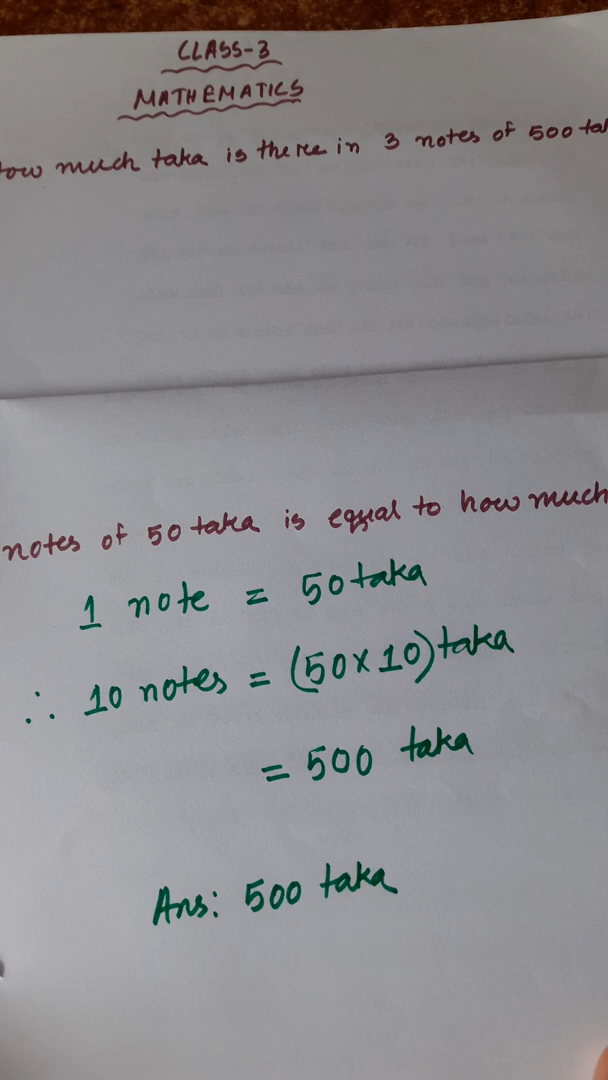 CLASS-3
MATHEMATICS
how much taka is there in 3 notes of 500
notes of 50 taka is equal to how much
1 note = 50 taka
∴ 10 notes = (50×10) taka
= 500 taka
Ans: 500 taka